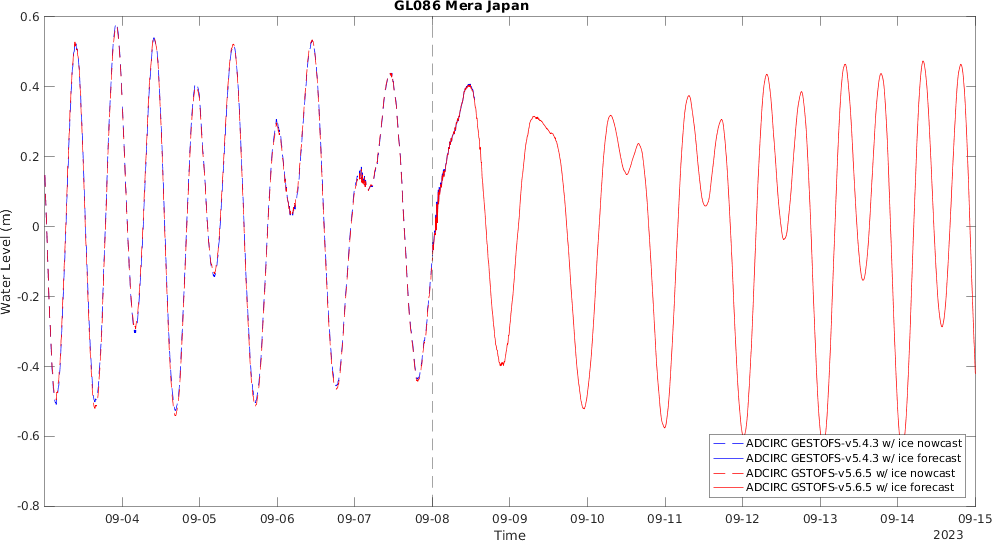 GL086 Mera Japan
0.6
0.4
0.2
0
-0.2
-0.4
-0.6
-0.8
Water Level (m)
ADCIRC GESTOFS-v5.4.3 w/ ice nowcast
ADCIRC GESTOFS-v5.4.3 w/ ice forecast
ADCIRC GSTOFS-v5.6.5 w/ ice nowcast
ADCIRC GSTOFS-v5.6.5 w/ ice forecast
09-04 09-05 09-06 09-07 09-08 09-09 09-10 09-11 09-12 09-13 09-14 09-15
Time
2023